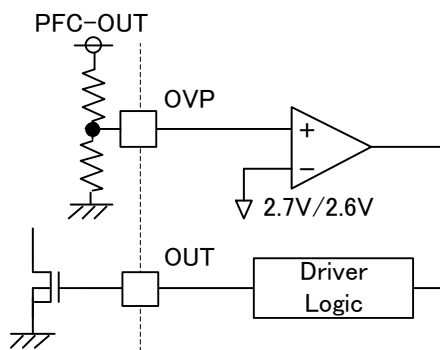 PFC-OUT
OVP
+
−
2.7V/2.6V
OUT
Driver
Logic